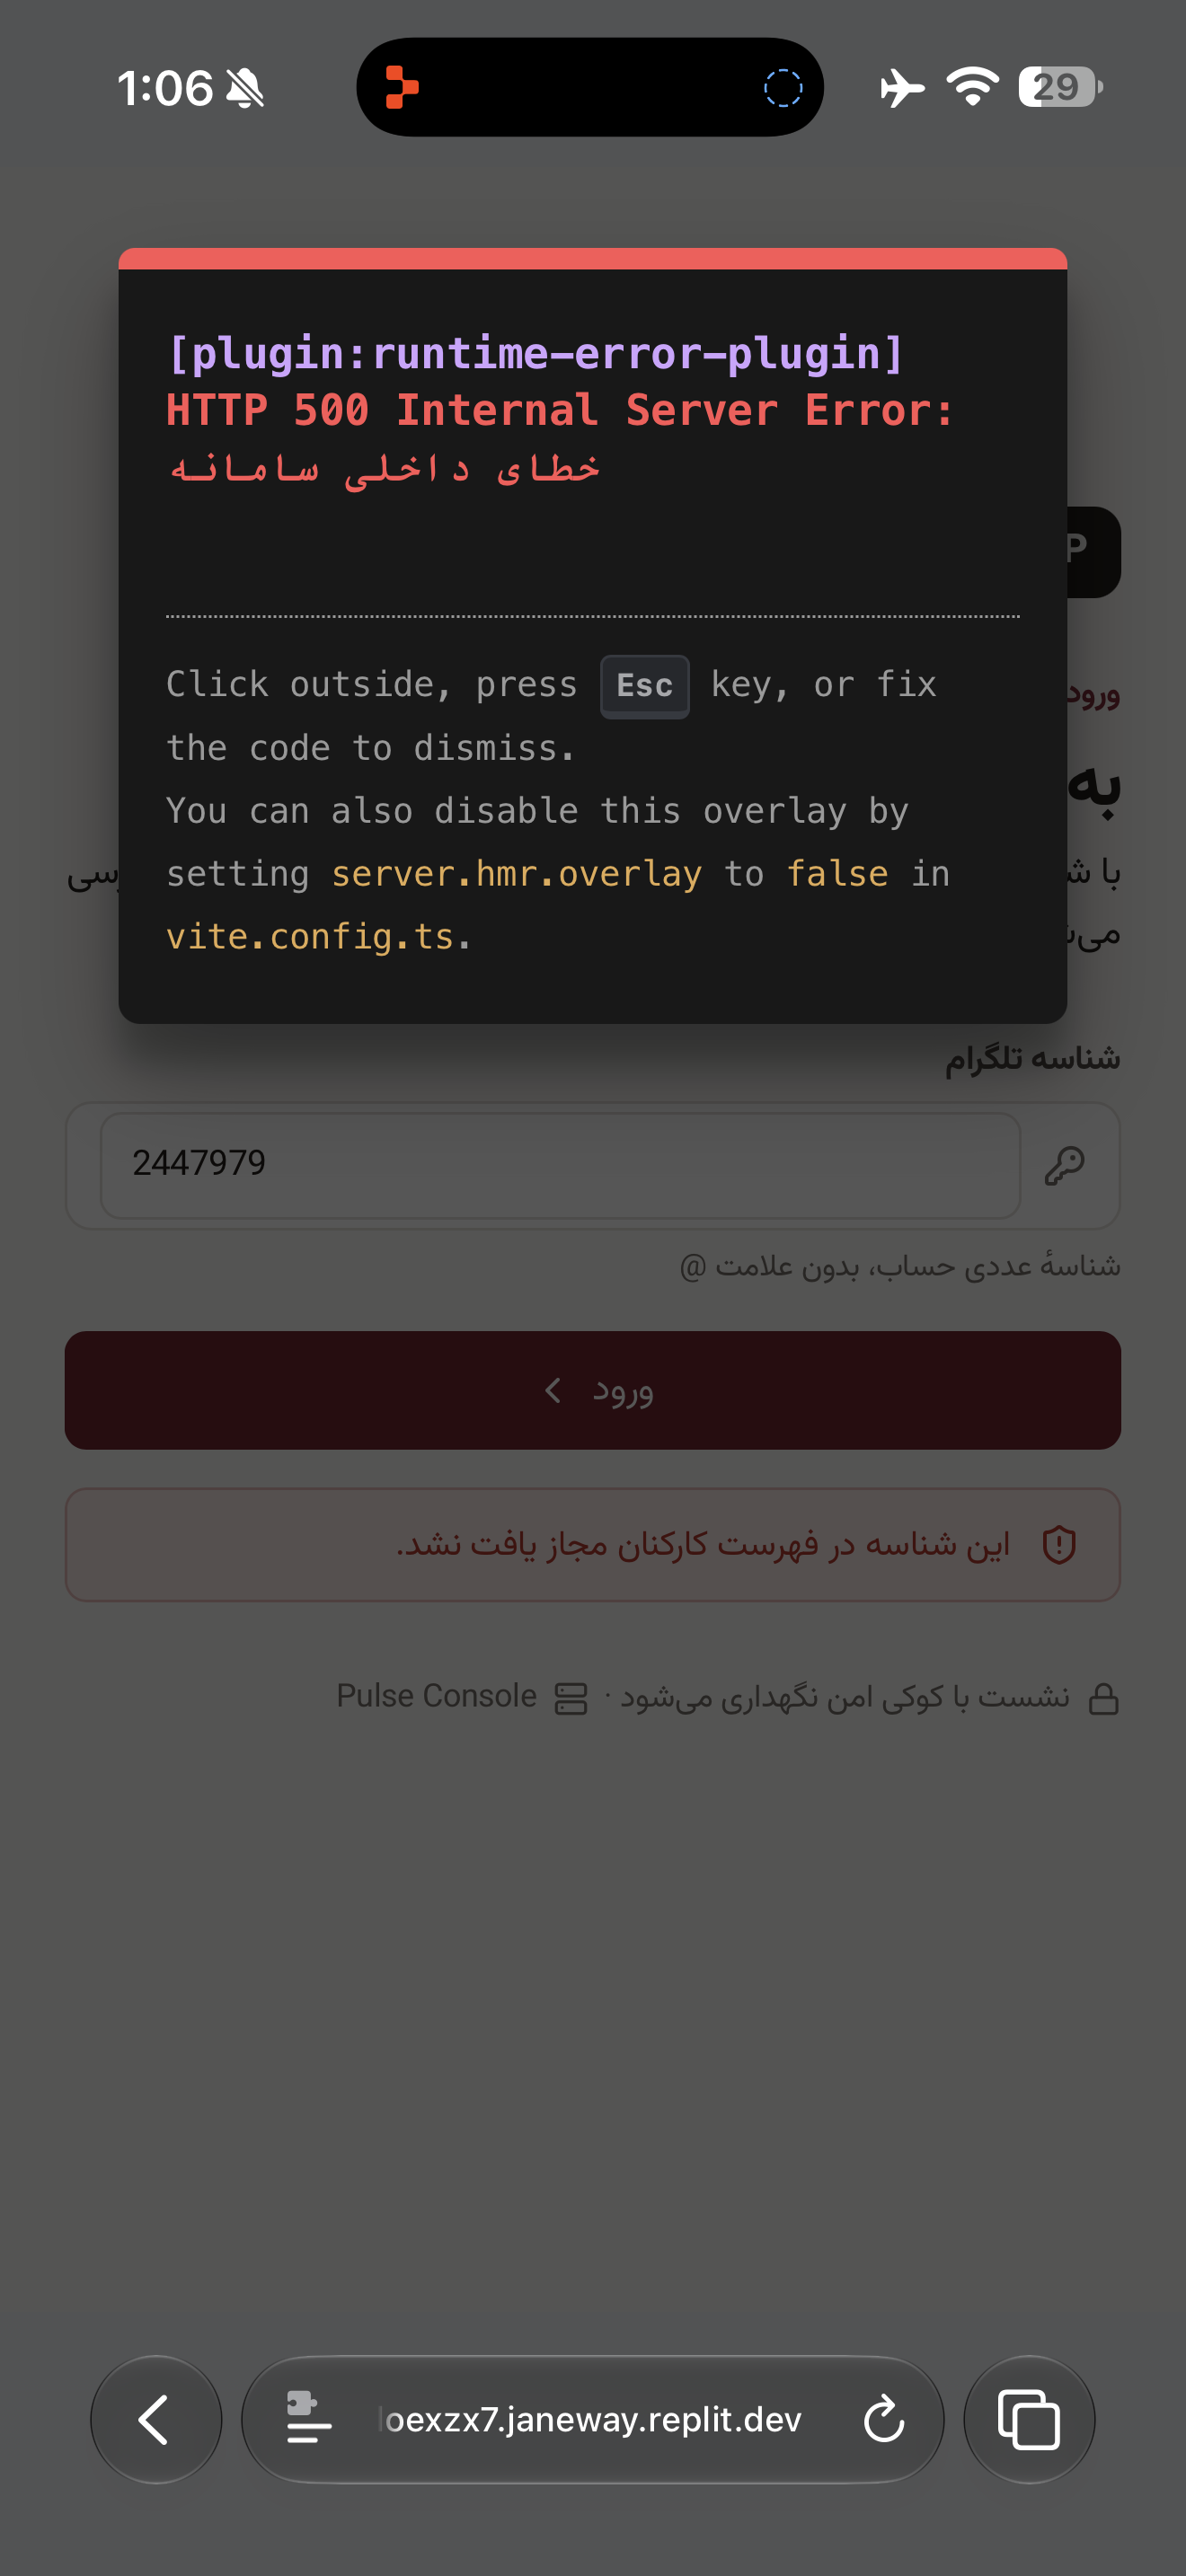 1:06
29
[plugin:runtime-error-plugin]
HTTP 500 Internal Server Error:
خطای داخلی سامانه
P
Click outside, press Esc key, or fix
the code to dismiss.
You can also disable this overlay by
setting server.hmr.overlay to false in
vite.config.ts.
ورود
به
با
شناسه تلگرام
2447979
شناسهٔ عددی حساب، بدون علامت @
ورود
این شناسه در فهرست کارکنان مجاز یافت نشد.
نشست با کوکی امن نگهداری می‌شود · Pulse Console
oexzx7.janeway.replit.dev